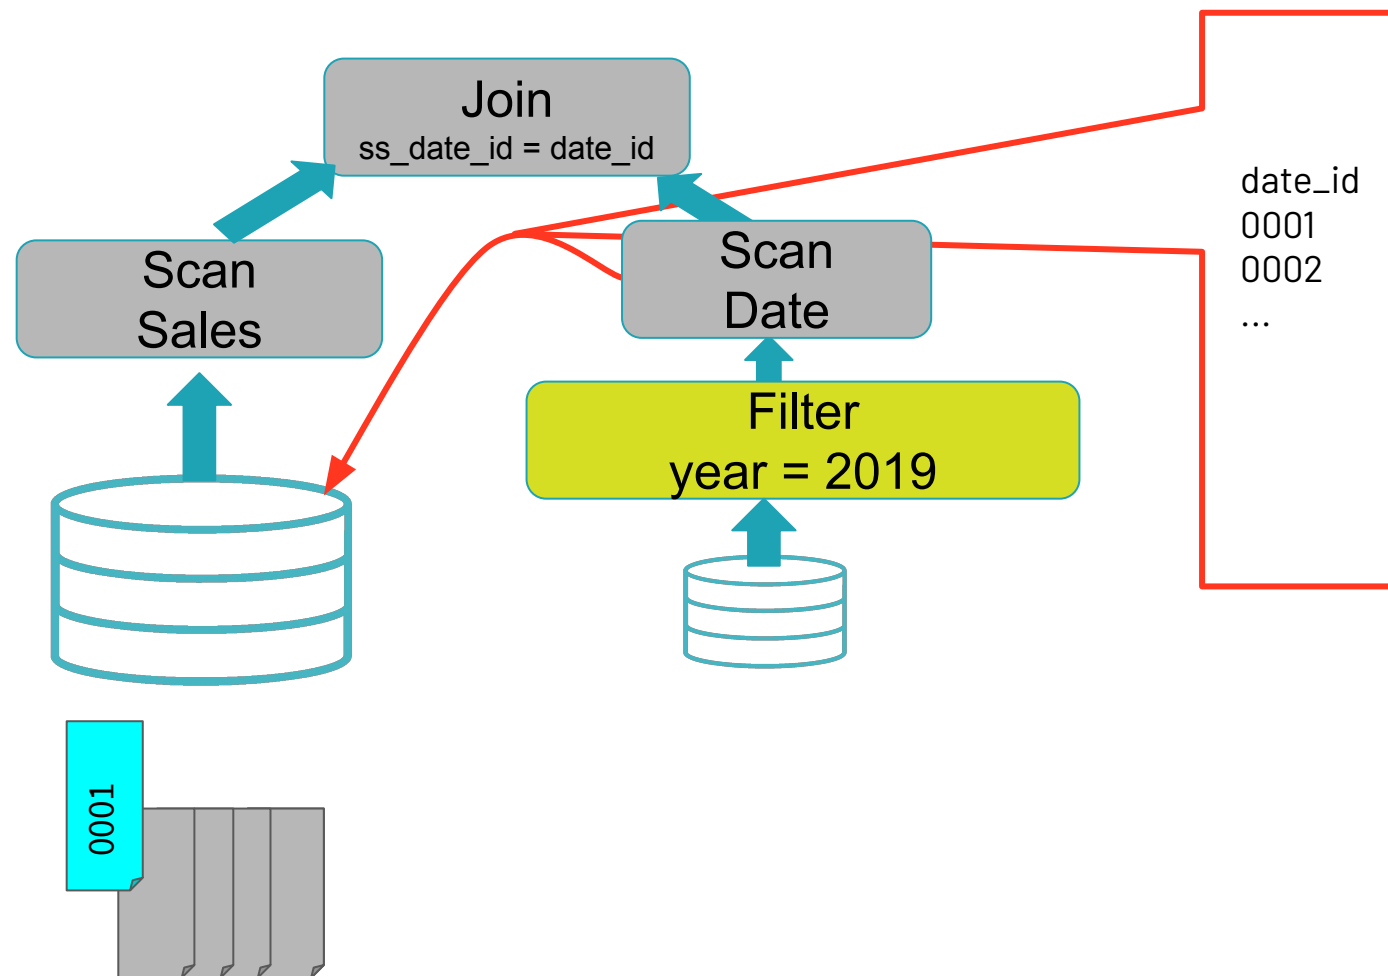 Join
ss_date_id = date_id
Scan
Sales
Scan
Date
Filter
year = 2019
date_id
0001
0002
...
0001